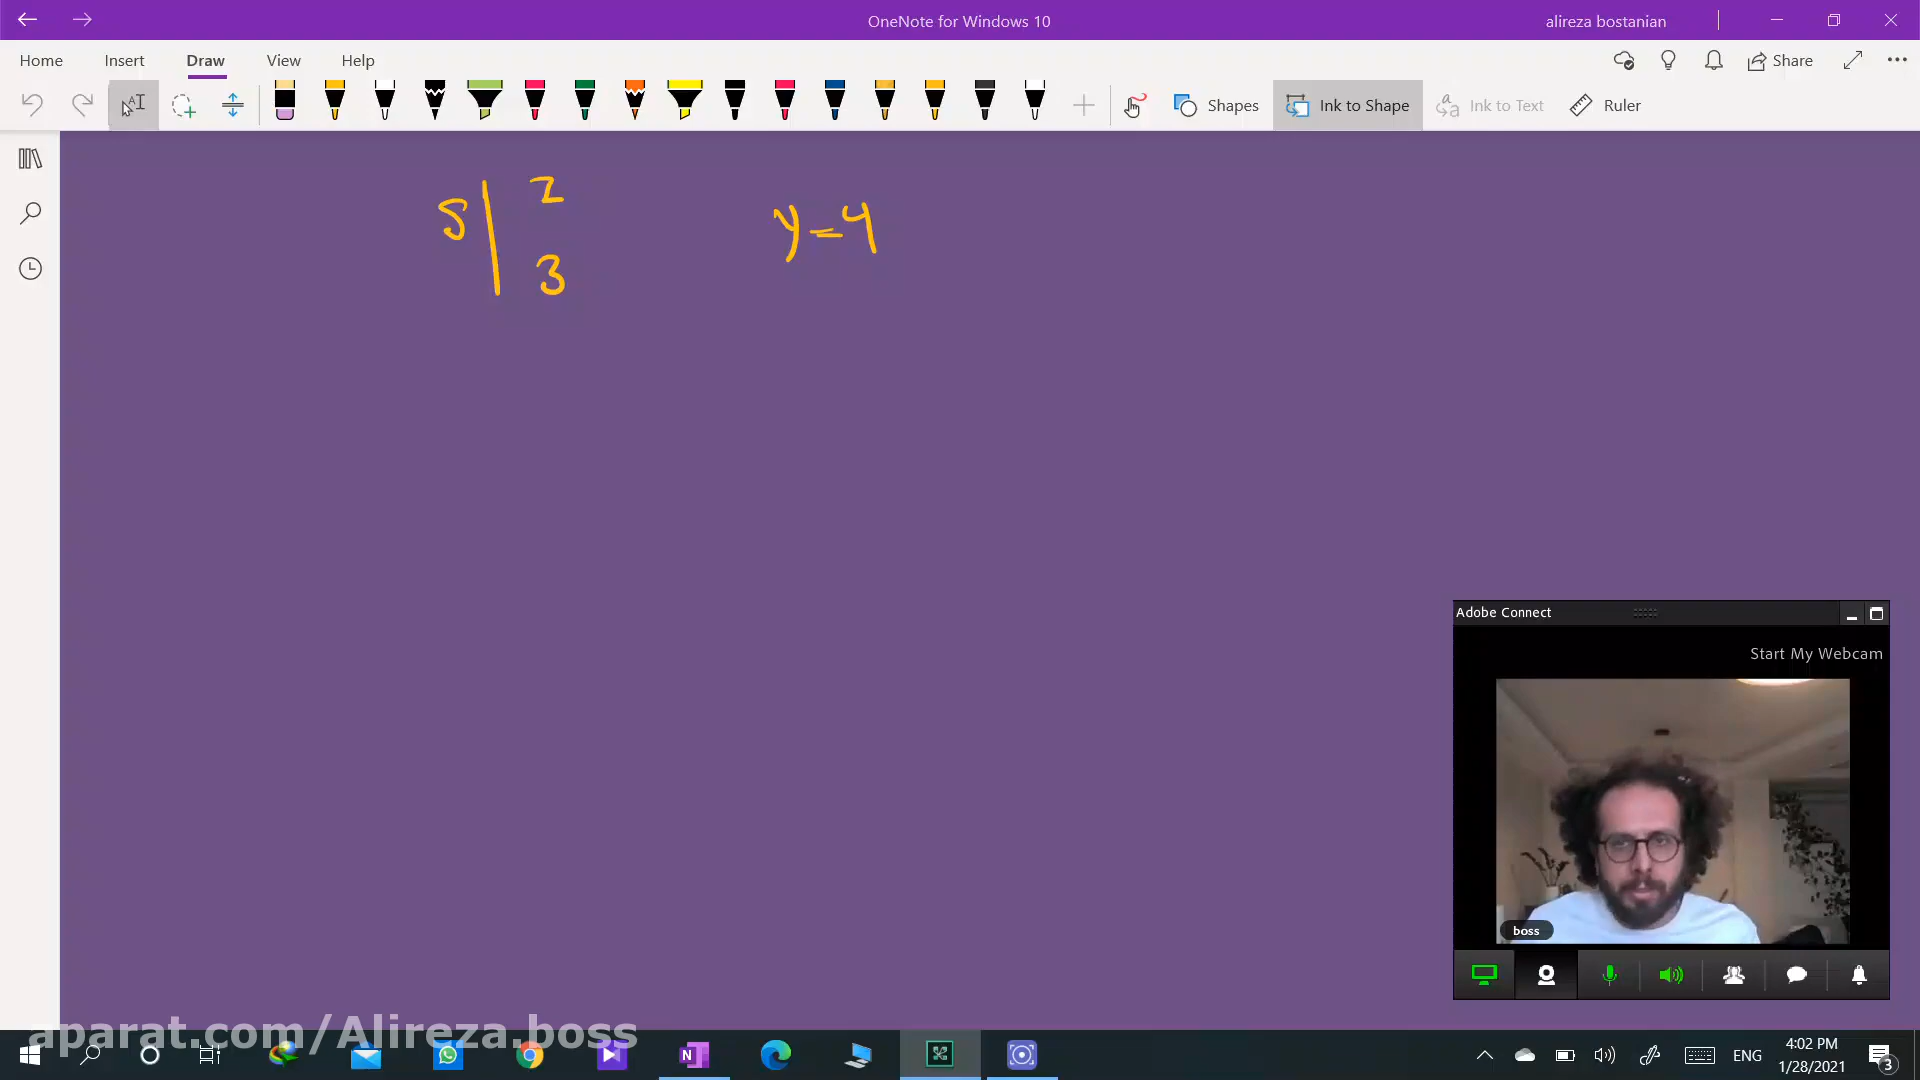 OneNote for Windows 10
alireza bostanian
Home Insert Draw View Help
Share
Shapes Ink to Shape Ink to Text Ruler
S 2
3
y=4
Adobe Connect
Start My Webcam
boss
aparat.com/Alireza.boss
ENG
4:02 PM
1/28/2021
3